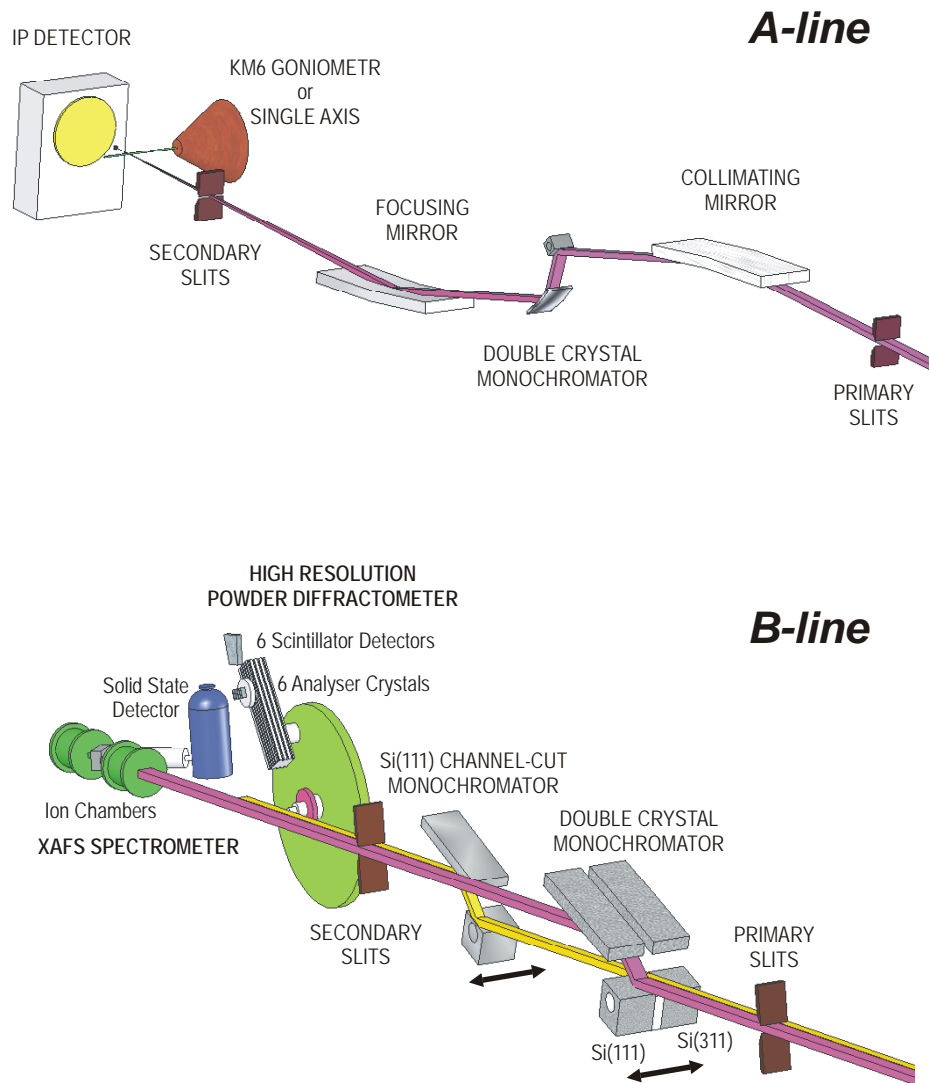 A-line
IP DETECTOR
KM6 GONIOMETR
or
SINGLE AXIS
COLLIMATING
MIRROR
FOCUSING
MIRROR
SECONDARY
SLITS
DOUBLE CRYSTAL
MONOCHROMATOR
PRIMARY
SLITS
B-line
HIGH RESOLUTION
POWDER DIFFRACTOMETER
6 Scintillator Detectors
6 Analyser Crystals
Solid State
Detector
Si(111) CHANNEL-CUT
MONOCHROMATOR
Ion Chambers
XAFS SPECTROMETER
DOUBLE CRYSTAL
MONOCHROMATOR
SECONDARY
SLITS
PRIMARY
SLITS
Si(111)
Si(311)